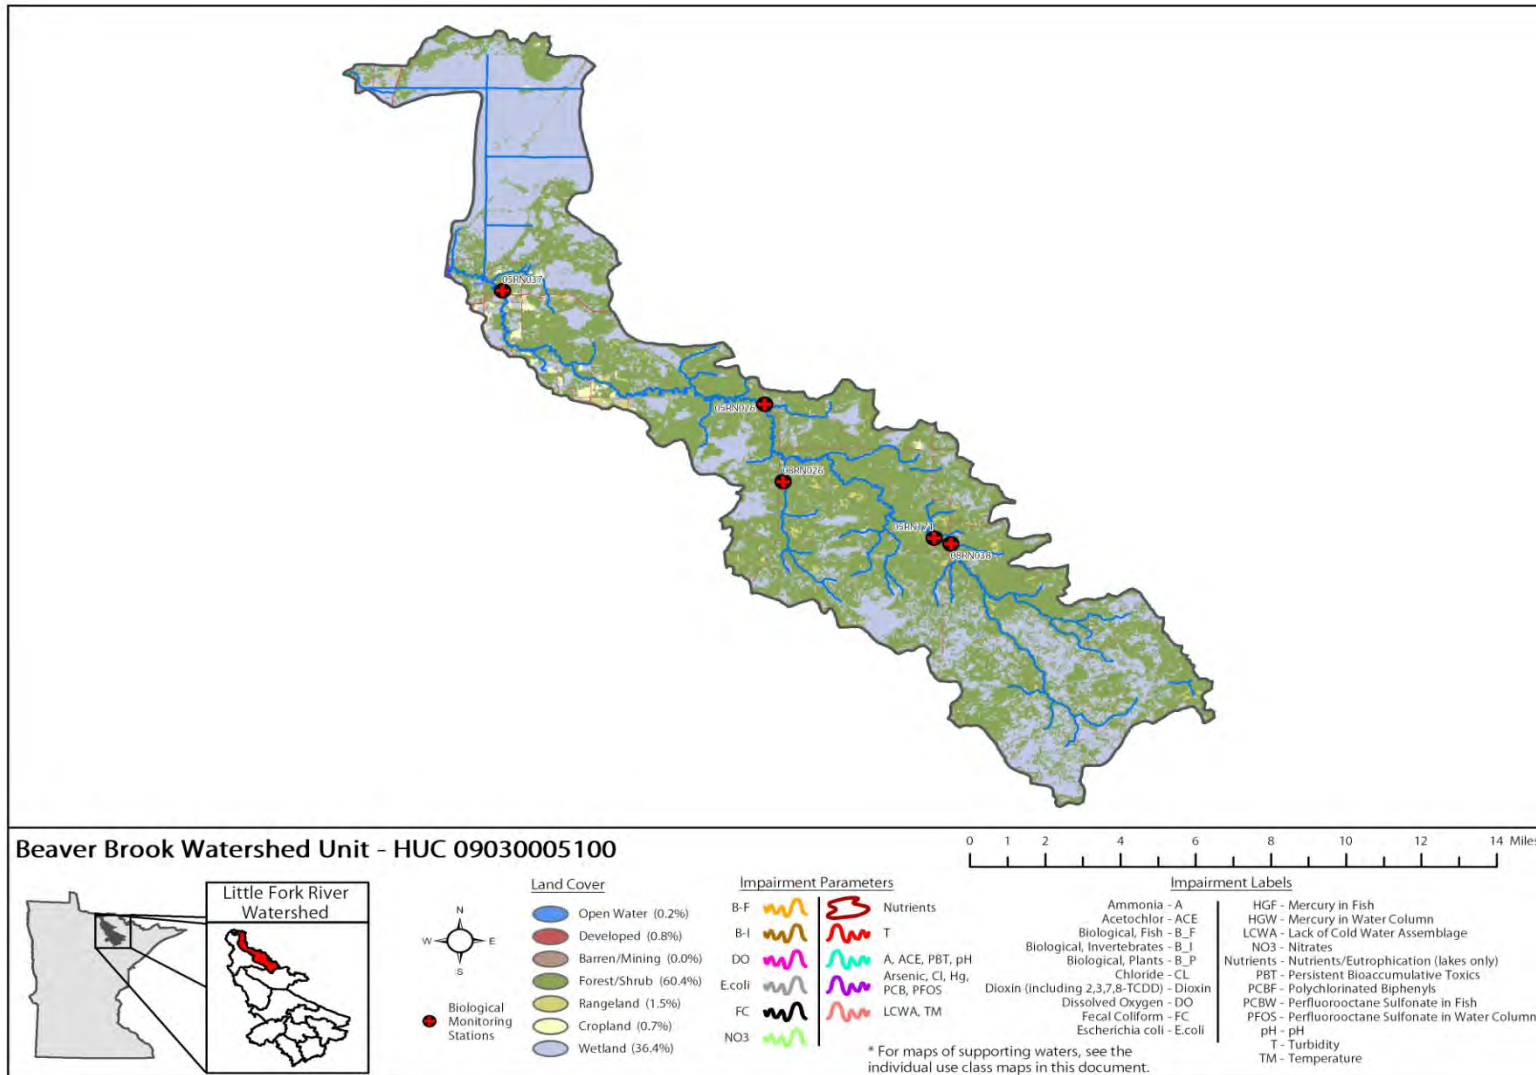 05RN037
05RN026
08RN026
05RN171
08RN038
Beaver Brook Watershed Unit - HUC 09030005100
0 1 2 4 6 8 10 12 14 Miles
Little Fork River
Watershed
N
W E
S
Biological
Monitoring
Stations
Land Cover
Open Water (0.2%)
Developed (0.8%)
Barren/Mining (0.0%)
Forest/Shrub (60.4%)
Rangeland (1.5%)
Cropland (0.7%)
Wetland (36.4%)
Impairment Parameters
B-F
B-I
DO
E.coli
FC
NO3
Nutrients
T
A, ACE, PBT, pH
Arsenic, Cl, Hg,
PCB, PFOS
LCWA, TM
* For maps of supporting waters, see the
individual use class maps in this document.
Impairment Labels
Ammonia - A
Acetochlor - ACE
Biological, Fish - B_F
Biological, Invertebrates - B_I
Biological, Plants - B_P
Chloride - CL
Dioxin (including 2,3,7,8-TCDD) - Dioxin
Dissolved Oxygen - DO
Fecal Coliform - FC
Escherichia coli - E.coli
HGF - Mercury in Fish
HGW - Mercury in Water Column
LCWA - Lack of Cold Water Assemblage
NO3 - Nitrates
Nutrients - Nutrients/Eutrophication (lakes only)
PBT - Persistent Bioaccumulative Toxics
PCBF - Polychlorinated Biphenyls
PCBW - Perfluorooctane Sulfonate in Fish
PFOS - Perfluorooctane Sulfonate in Water Column
pH - pH
T - Turbidity
TM - Temperature